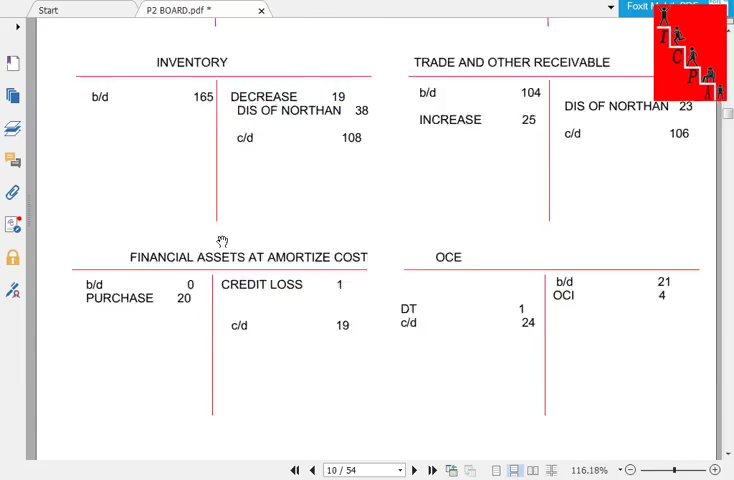 Start
P2 BOARD.pdf *
INVENTORY
b/d 165
DECREASE 19
DIS OF NORTHAN 38
c/d 108
TRADE AND OTHER RECEIVABLE
b/d 104
INCREASE 25
DIS OF NORTHAN 23
c/d 106
I
C
P
A
FINANCIAL ASSETS AT AMORTIZE COST
b/d 0
PURCHASE 20
CREDIT LOSS 1
c/d 19
OCE
DT 1
c/d 24
b/d 21
OCI 4
10 / 54
116.18%